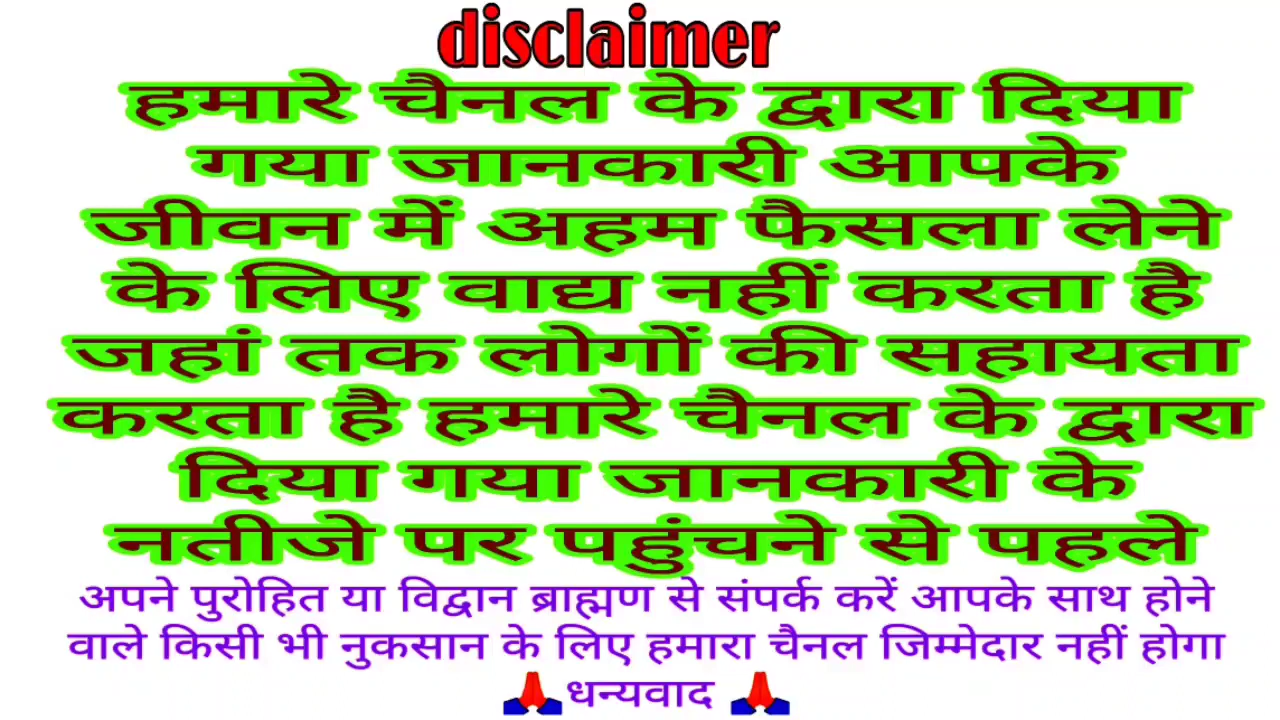 disclaimer
हमारे चैनल के द्वारा दिया
गया जानकारी आपके
जीवन में अहम फैसला लेने
के लिए वाद्य नहीं करता है
जहां तक लोगों की सहायता
करता है हमारे चैनल के द्वारा
दिया गया जानकारी के
नतीजे पर पहुंचने से पहले
अपने पुरोहित या विद्वान ब्राह्मण से संपर्क करें आपके साथ होने
वाले किसी भी नुकसान के लिए हमारा चैनल जिम्मेदार नहीं होगा
🙏धन्यवाद 🙏